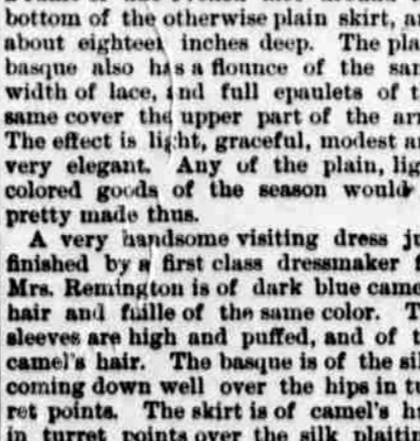 bottom of the otherwise plain skirt, a
about eighteen inches deep. The pla
basque also has a flounce of the sa
width of lace, and full epaulets of t
same cover the upper part of the ar
The effect is light, graceful, modest a
very elegant. Any of the plain, lig
colored goods of the season would
pretty made thus.
A very handsome visiting dress ju
finished by a first class dressmaker f
Mrs. Remington is of dark blue came
hair and faille of the same color. T
sleeves are high and puffed, and of t
camel's hair. The basque is of the sil
coming down well over the hips in tu
ret points. The skirt is of camel's h
in turret points over the silk plaitin